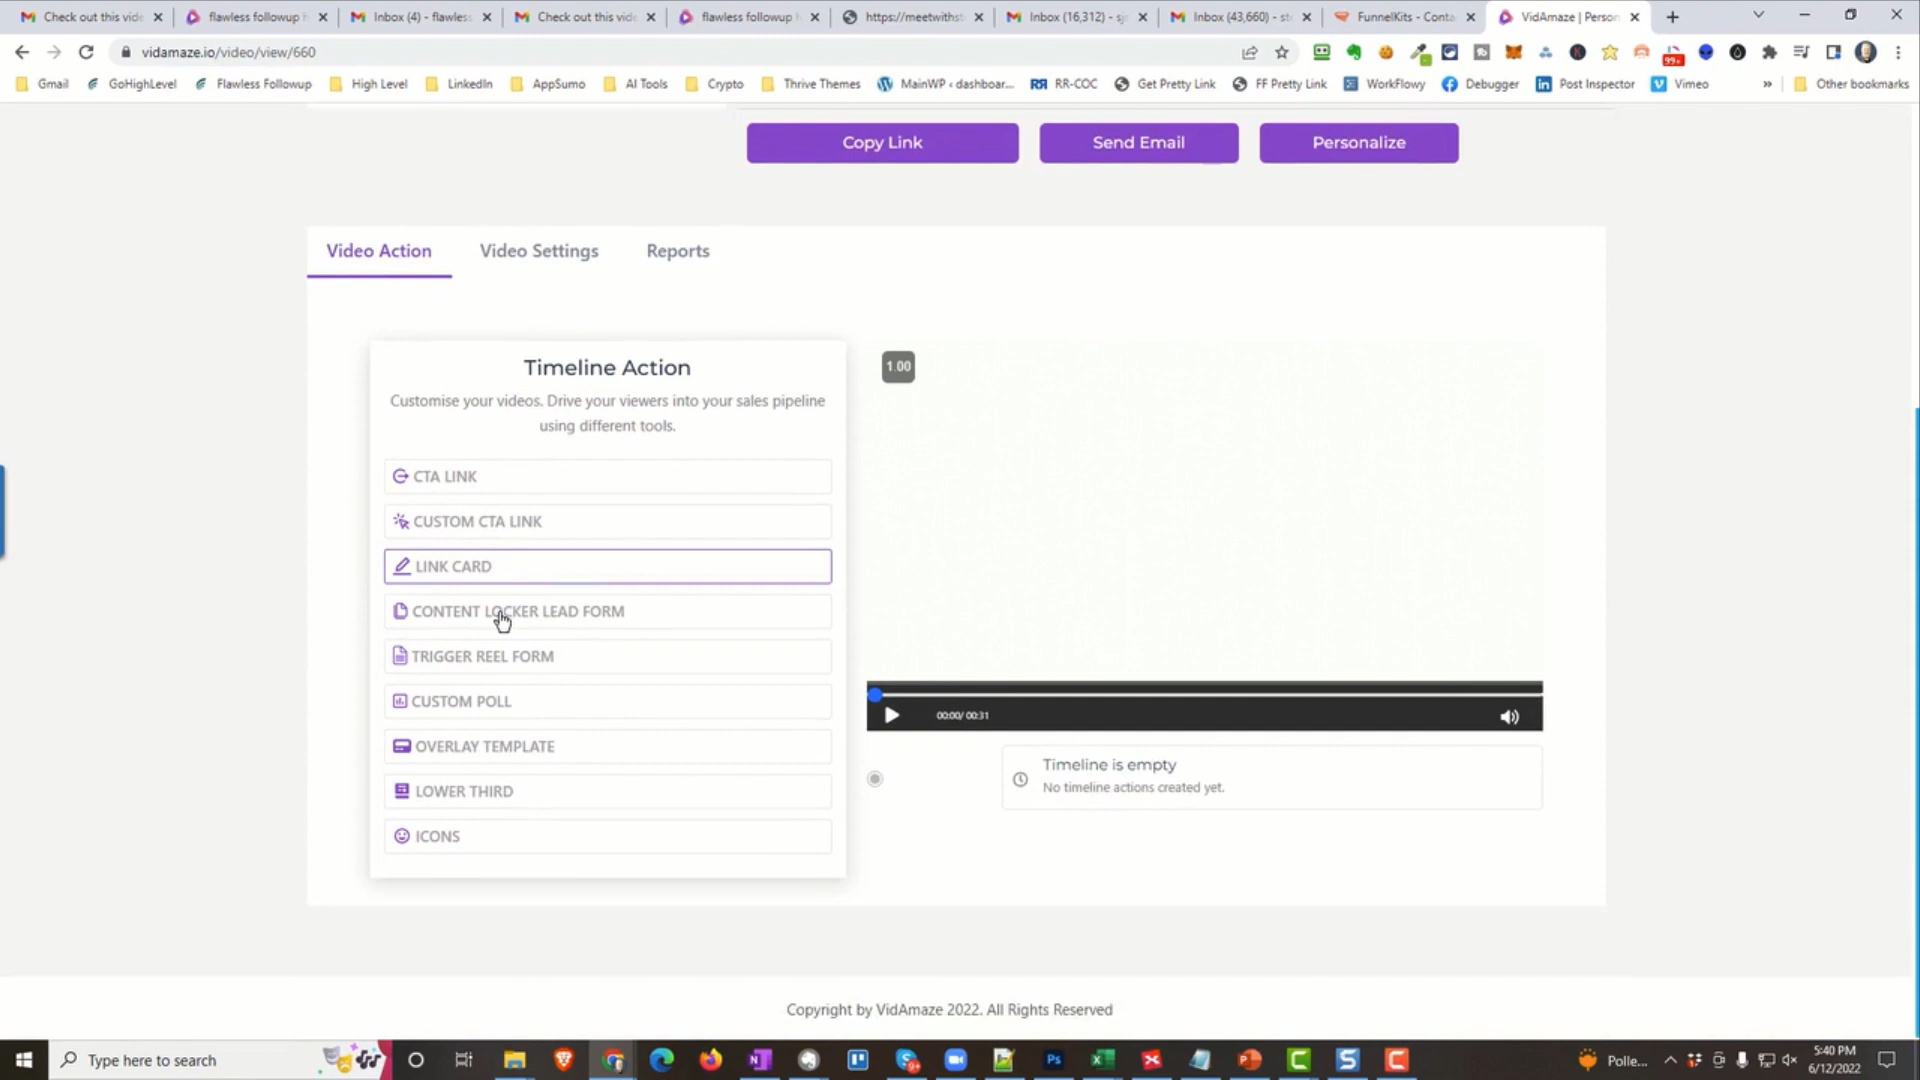 Check out this vide
flawless followup h
Inbox (4) - flawless
Check out this vide
flawless followup h
https://meetwithst
Inbox (16,312) - sj
Inbox (43,660) - st
FunnelKits - Conta
VidAmaze | Person
vidamaze.io/video/view/660
99+
Gmail
GoHighLevel
Flawless Followup
High Level
LinkedIn
AppSumo
AI Tools
Crypto
Thrive Themes
MainWP ‹ dashboar...
RR-COC
Get Pretty Link
FF Pretty Link
WorkFlowy
Debugger
Post Inspector
Vimeo
»
Other bookmarks
Copy Link
Send Email
Personalize
Video Action
Video Settings
Reports
Timeline Action
Customise your videos. Drive your viewers into your sales pipeline
using different tools.
CTA LINK
CUSTOM CTA LINK
LINK CARD
CONTENT LOCKER LEAD FORM
TRIGGER REEL FORM
CUSTOM POLL
OVERLAY TEMPLATE
LOWER THIRD
ICONS
1.00
00:00/ 00:31
Timeline is empty
No timeline actions created yet.
Copyright by VidAmaze 2022. All Rights Reserved
Type here to search
Polle...
5:40 PM
6/12/2022